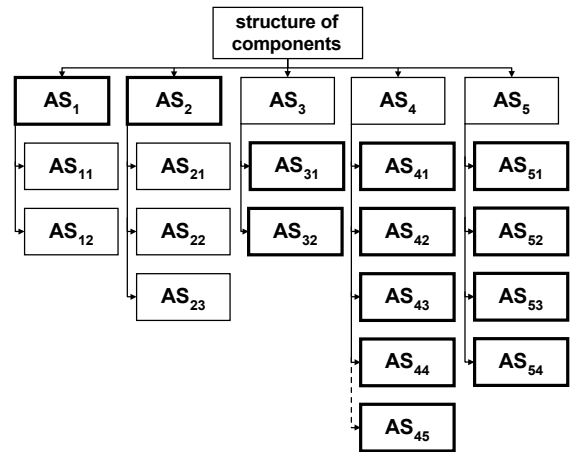 structure of
components
AS₁ AS₂ AS₃ AS₄ AS₅
AS₁₁ AS₂₁ AS₃₁ AS₄₁ AS₅₁
AS₁₂ AS₂₂ AS₃₂ AS₄₂ AS₅₂
AS₂₃ AS₄₃ AS₅₃
AS₄₄ AS₅₄
AS₄₅